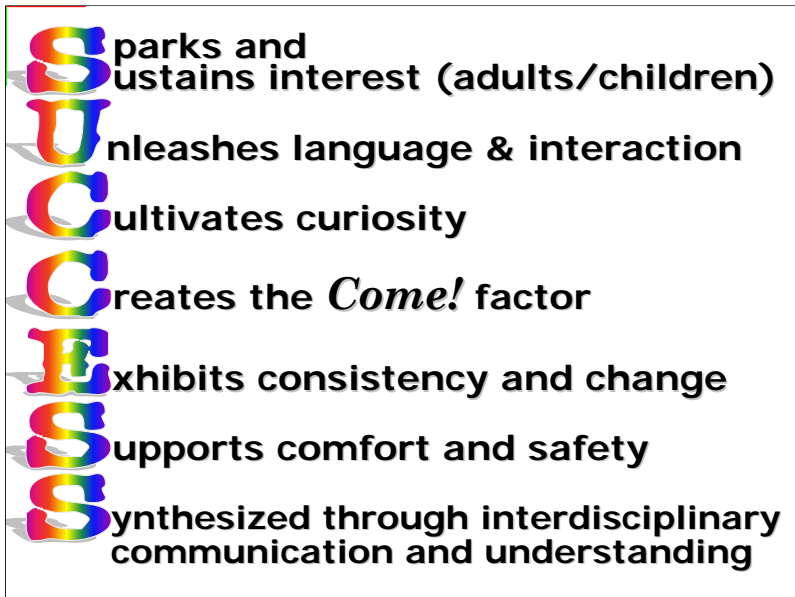 Sparks and
Sustains interest (adults/children)
Unleashes language & interaction
Cultivates curiosity
Creates the Come! factor
Exhibits consistency and change
Supports comfort and safety
Synthesized through interdisciplinary
communication and understanding